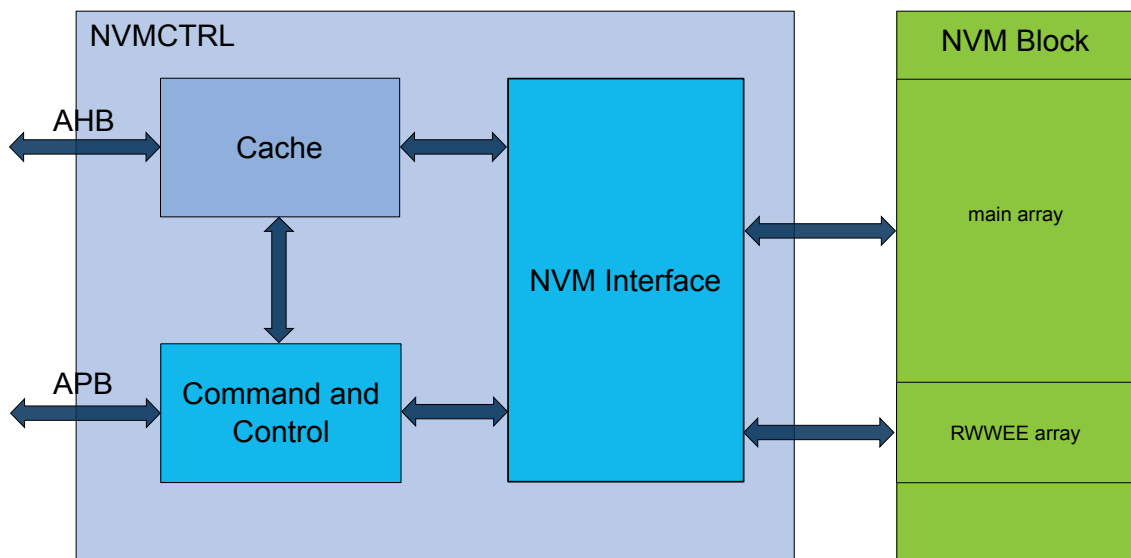 NVMCTRL
NVM Block
AHB
Cache
main array
NVM Interface
APB
Command and
Control
RWWEE array